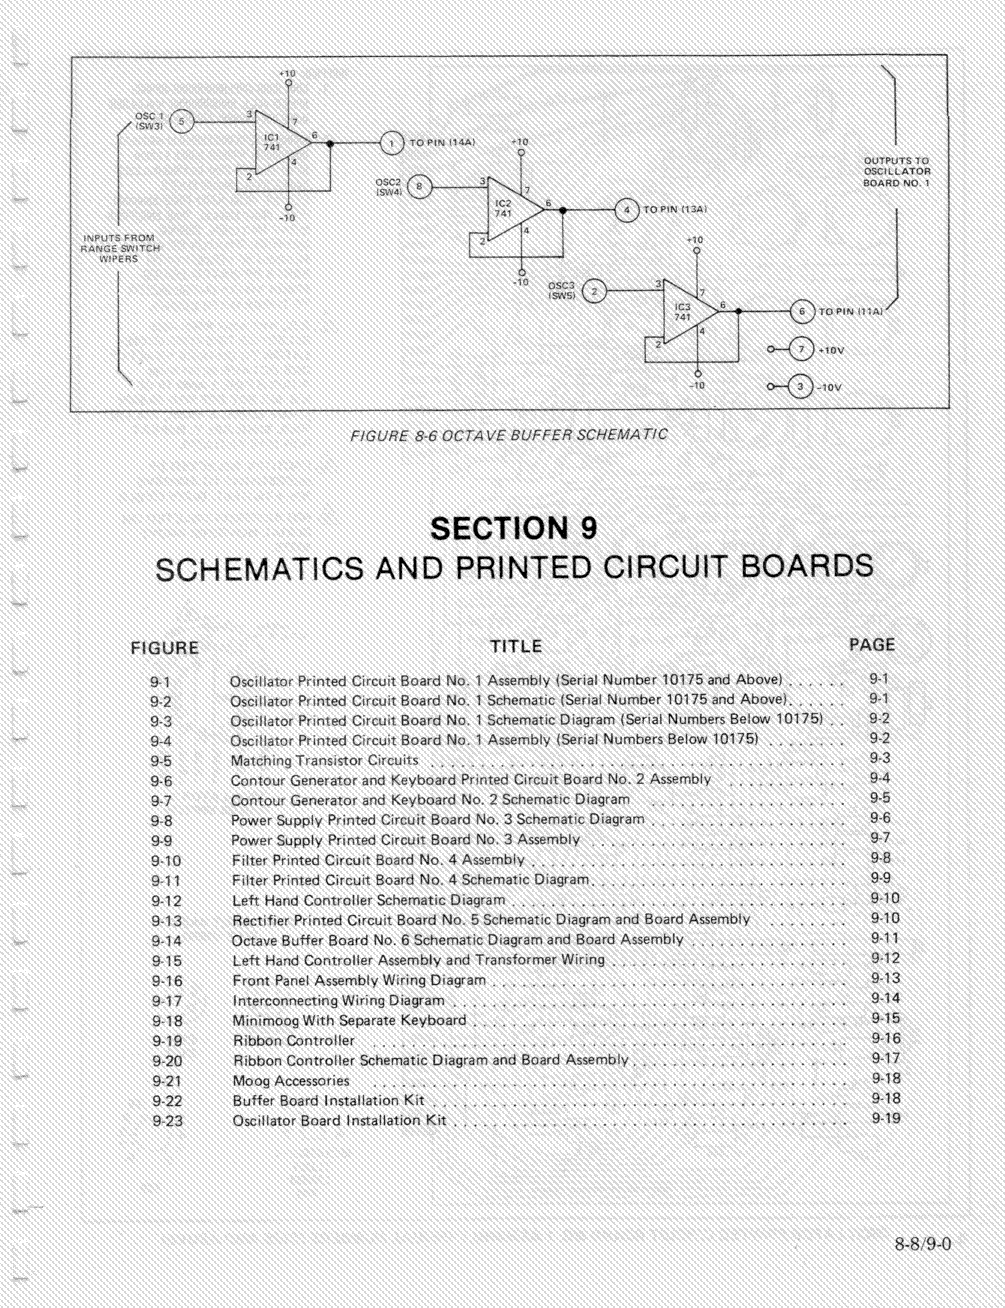 +10
OSC 1
(SW3)
5
3
7
IC1
741
6
4
2
-10
1
TO PIN (14A)
+10
OSC2
(SW4)
8
3
7
IC2
741
6
4
2
-10
4
TO PIN (13A)
+10
OSC3
(SW5)
2
3
7
IC3
741
6
4
2
-10
6
TO PIN (11A)
7
+10V
3
-10V
INPUTS FROM
RANGE SWITCH
WIPERS
OUTPUTS TO
OSCILLATOR
BOARD NO. 1
FIGURE 8-6 OCTAVE BUFFER SCHEMATIC
SECTION 9
SCHEMATICS AND PRINTED CIRCUIT BOARDS
FIGURE TITLE PAGE
9-1 Oscillator Printed Circuit Board No. 1 Assembly (Serial Number 10175 and Above) . . . . . . 9-1
9-2 Oscillator Printed Circuit Board No. 1 Schematic (Serial Number 10175 and Above). . . . . . 9-1
9-3 Oscillator Printed Circuit Board No. 1 Schematic Diagram (Serial Numbers Below 10175) . . 9-2
9-4 Oscillator Printed Circuit Board No. 1 Assembly (Serial Numbers Below 10175) . . . . . . . . 9-2
9-5 Matching Transistor Circuits . . . . . . . . . . 9-3
9-6 Contour Generator and Keyboard Printed Circuit Board No. 2 Assembly . . . . . . . . . . 9-4
9-7 Contour Generator and Keyboard No. 2 Schematic Diagram . . . . . . . . . . 9-5
9-8 Power Supply Printed Circuit Board No. 3 Schematic Diagram . . . . . . . . . . 9-6
9-9 Power Supply Printed Circuit Board No. 3 Assembly . . . . . . . . . . 9-7
9-10 Filter Printed Circuit Board No. 4 Assembly . . . . . . . . . . 9-8
9-11 Filter Printed Circuit Board No. 4 Schematic Diagram. . . . . . . . . . 9-9
9-12 Left Hand Controller Schematic Diagram . . . . . . . . . . 9-10
9-13 Rectifier Printed Circuit Board No. 5 Schematic Diagram and Board Assembly . . . . . . . . 9-10
9-14 Octave Buffer Board No. 6 Schematic Diagram and Board Assembly . . . . . . . . . . 9-11
9-15 Left Hand Controller Assembly and Transformer Wiring . . . . . . . . . . 9-12
9-16 Front Panel Assembly Wiring Diagram . . . . . . . . . . 9-13
9-17 Interconnecting Wiring Diagram . . . . . . . . . . 9-14
9-18 Minimoog With Separate Keyboard . . . . . . . . . . 9-15
9-19 Ribbon Controller . . . . . . . . . . 9-16
9-20 Ribbon Controller Schematic Diagram and Board Assembly. . . . . . . . . . 9-17
9-21 Moog Accessories . . . . . . . . . . 9-18
9-22 Buffer Board Installation Kit . . . . . . . . . . 9-18
9-23 Oscillator Board Installation Kit . . . . . . . . . . 9-19
8-8/9-0